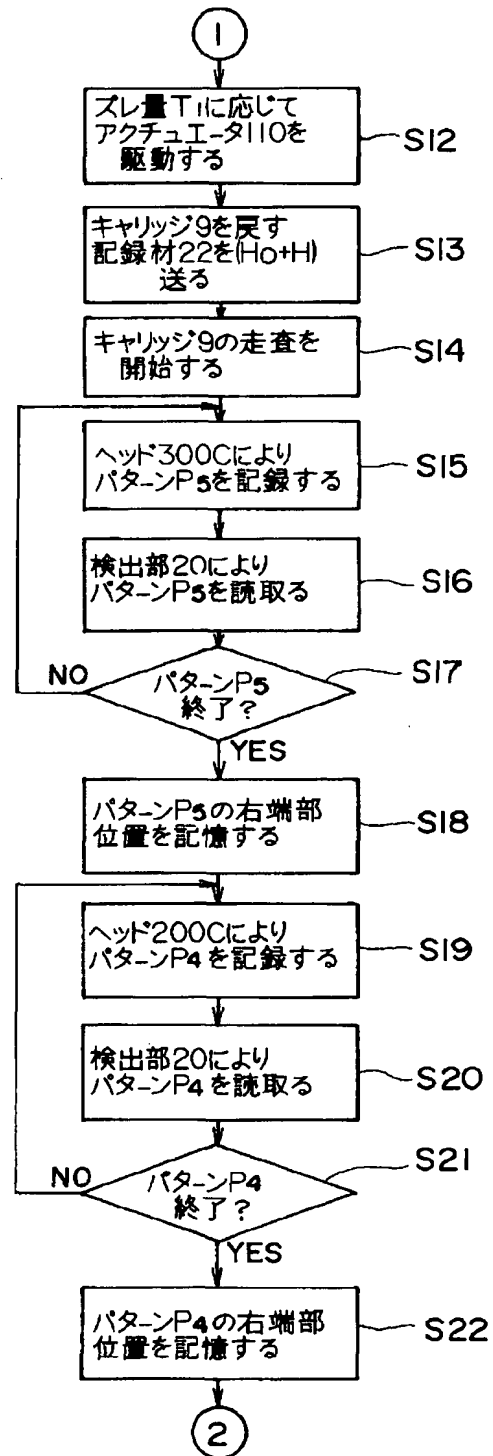 1
ズレ量T1に応じて
アクチュエータ110を
駆動する
S12
キャリッジ9を戻す
記録材22を(H0+H)
送る
S13
キャリッジ9の走査を
開始する
S14
ヘッド300Cにより
パターンP5を記録する
S15
検出部20により
パターンP5を読取る
S16
NO
パターンP5
終了?
S17
YES
パターンP5の右端部
位置を記憶する
S18
ヘッド200Cにより
パターンP4を記録する
S19
検出部20により
パターンP4を読取る
S20
NO
パターンP4
終了?
S21
YES
パターンP4の右端部
位置を記憶する
S22
2